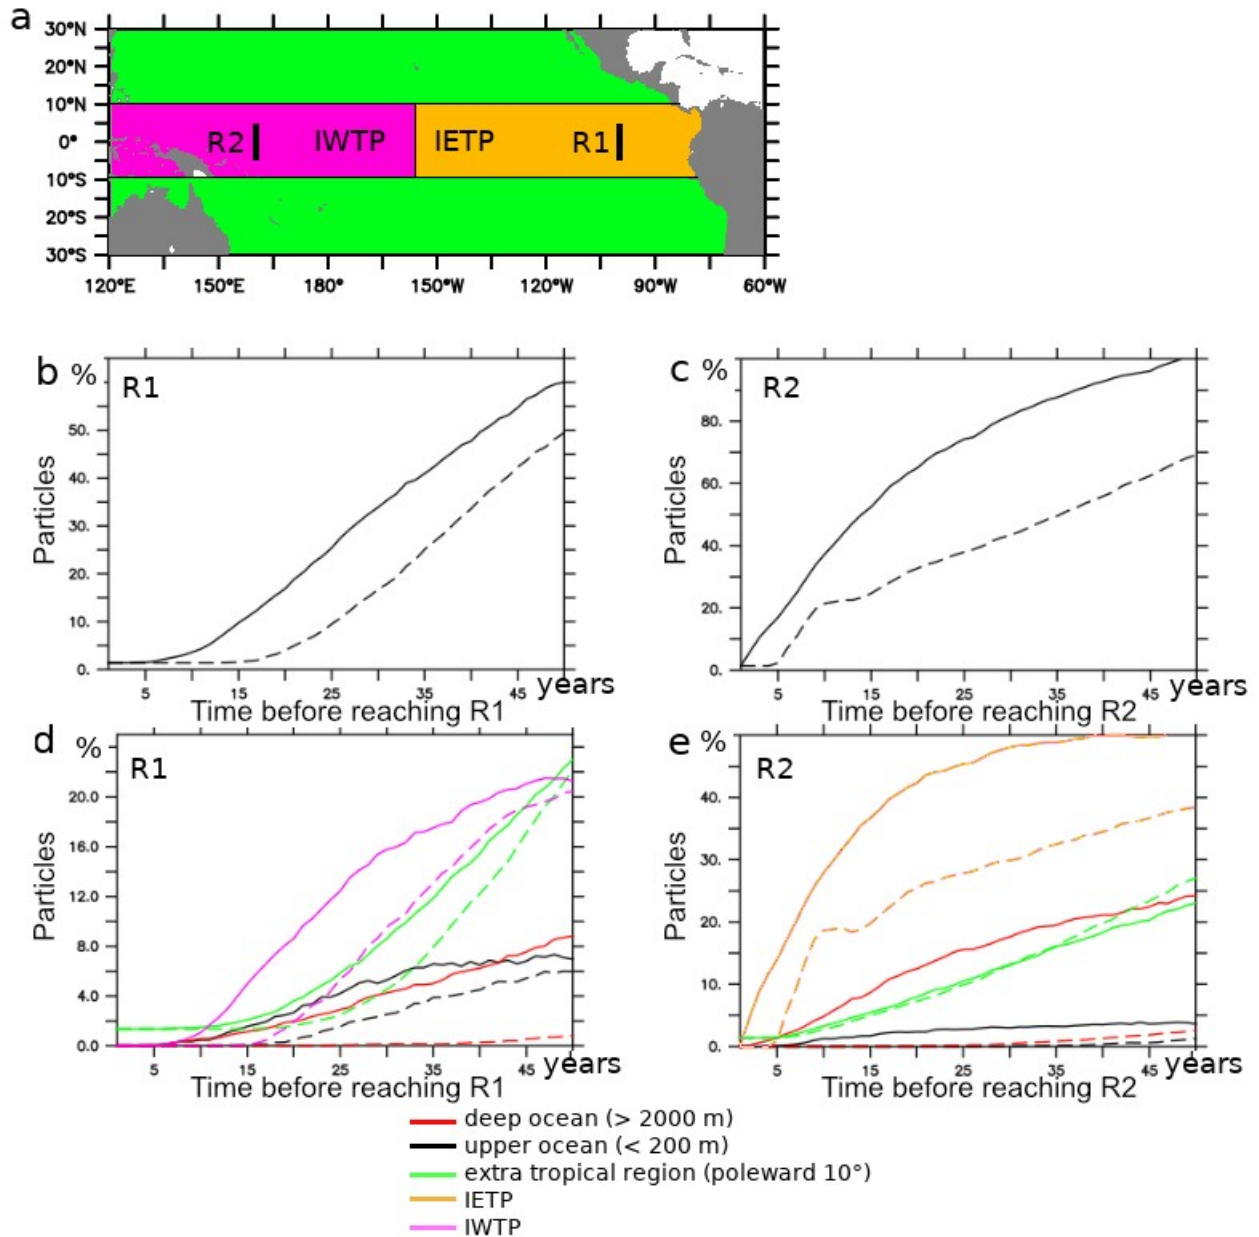 a
30°N
20°N
10°N
0°
10°S
20°S
30°S
R2 IWTP IETP R1
120°E 150°E 180° 150°W 120°W 90°W 60°W
b % R1
50.
40.
30.
20.
10.
0.
Particles
5 15 25 35 45 years
Time before reaching R1
c % R2
80.
60.
40.
20.
0.
Particles
5 15 25 35 45 years
Time before reaching R2
d % R1
20.0
16.0
12.0
8.0
4.0
0.0
Particles
5 15 25 35 45 years
Time before reaching R1
e % R2
40.
30.
20.
10.
0.
Particles
5 15 25 35 45 years
Time before reaching R2
deep ocean (> 2000 m)
upper ocean (< 200 m)
extra tropical region (poleward 10°)
IETP
IWTP